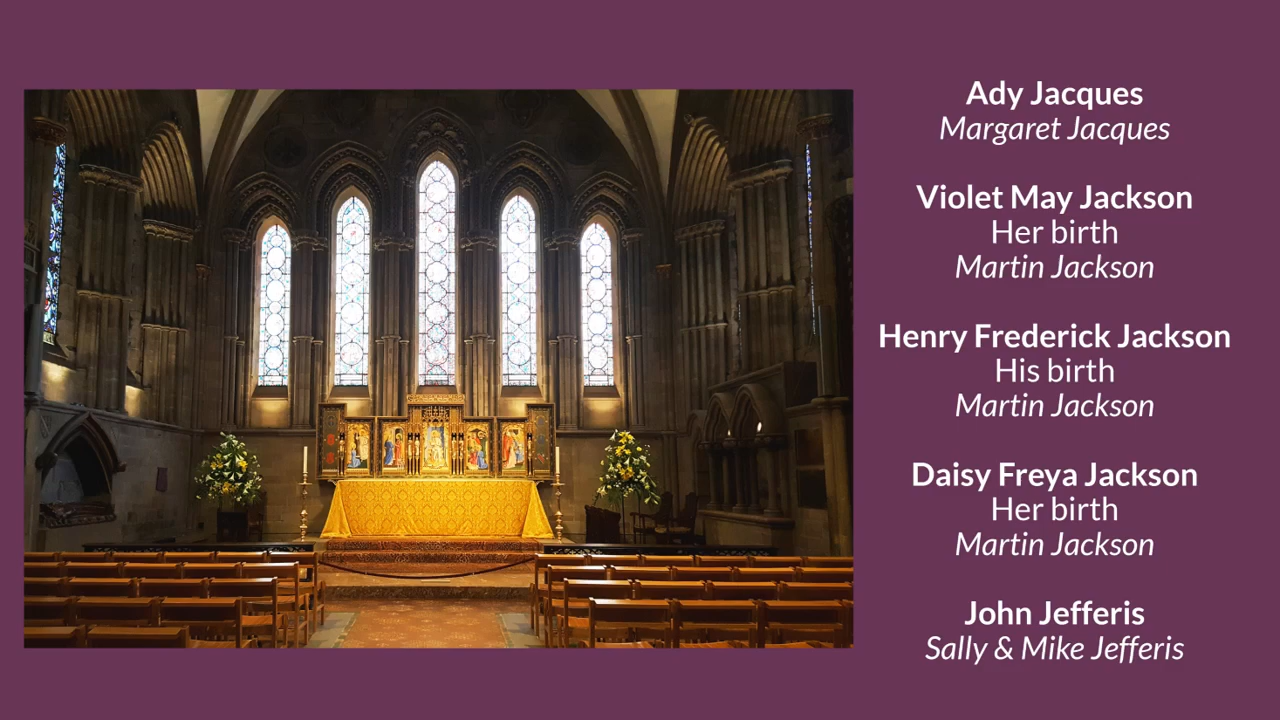 Ady Jacques
Margaret Jacques
Violet May Jackson
Her birth
Martin Jackson
Henry Frederick Jackson
His birth
Martin Jackson
Daisy Freya Jackson
Her birth
Martin Jackson
John Jefferis
Sally & Mike Jefferis